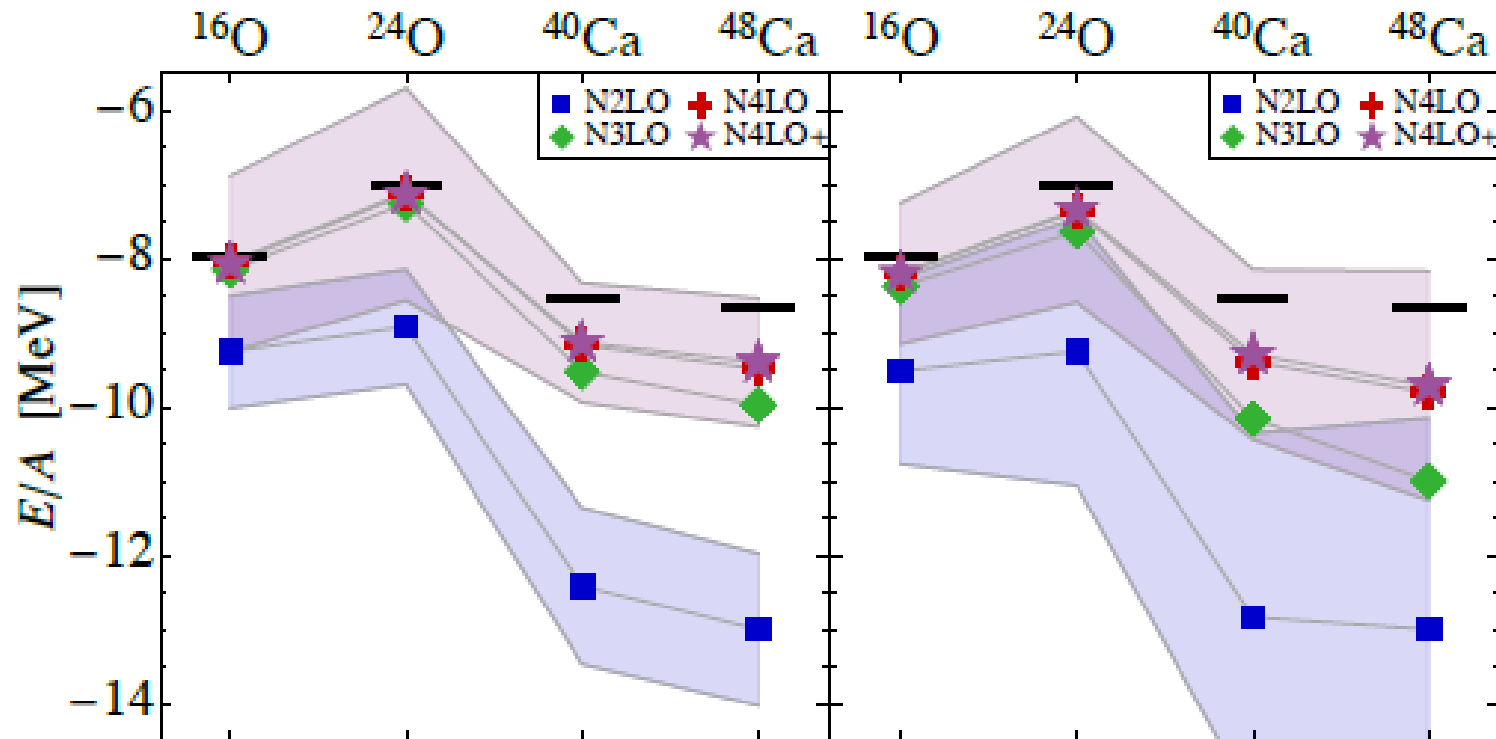 ¹⁶O ²⁴O ⁴⁰Ca ⁴⁸Ca ¹⁶O ²⁴O ⁴⁰Ca ⁴⁸Ca
N2LO N4LO
N3LO N4LO+
N2LO N4LO
N3LO N4LO+
−6
−8
−10
−12
−14
E/A [MeV]